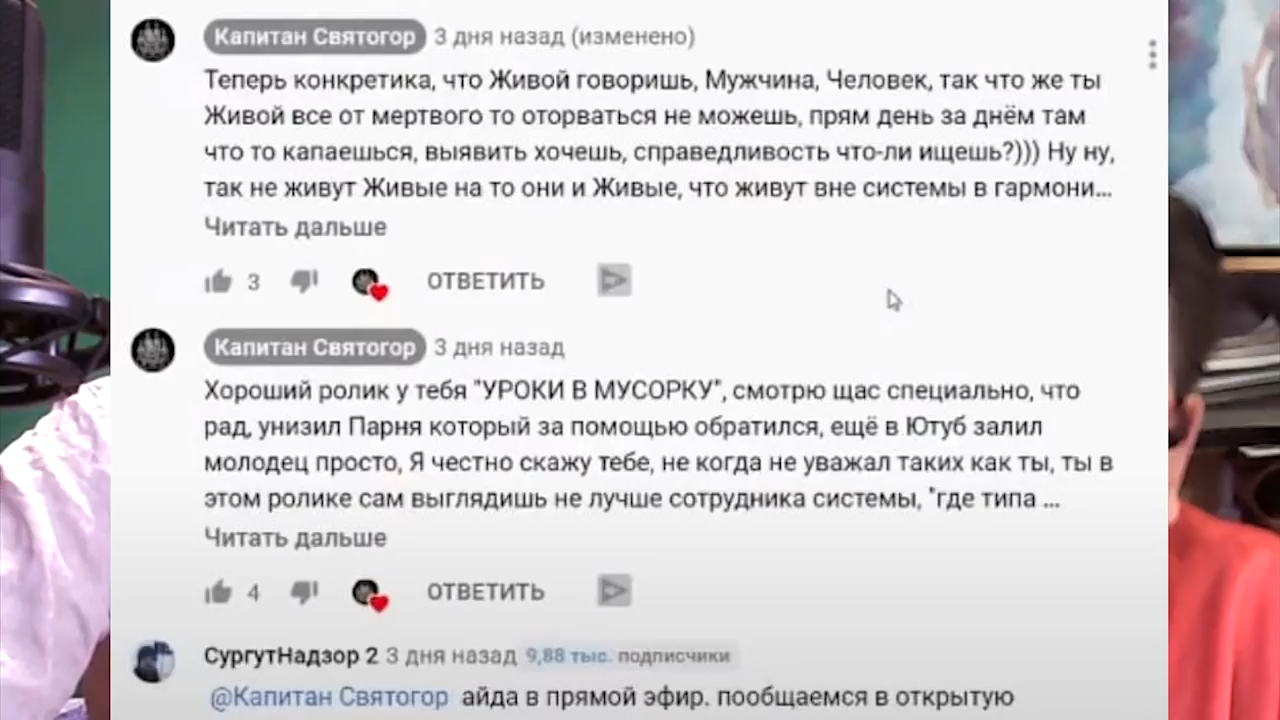 Капитан Святогор 3 дня назад (изменено)
Теперь конкретика, что Живой говоришь, Мужчина, Человек, так что же ты
Живой все от мертвого то оторваться не можешь, прям день за днём там
что то капаешься, выявить хочешь, справедливость что-ли ищешь?))) Ну ну,
так не живут Живые на то они и Живые, что живут вне системы в гармони...
Читать дальше
3 ОТВЕТИТЬ
Капитан Святогор 3 дня назад
Хороший ролик у тебя "УРОКИ В МУСОРКУ", смотрю щас специально, что
рад, унизил Парня который за помощью обратился, ещё в Ютуб залил
молодец просто, Я честно скажу тебе, не когда не уважал таких как ты, ты в
этом ролике сам выглядишь не лучше сотрудника системы, "где типа ...
Читать дальше
4 ОТВЕТИТЬ
СургутНадзор 2 3 дня назад 9,88 тыс. подписчики
@Капитан Святогор айда в прямой эфир. пообщаемся в открытую